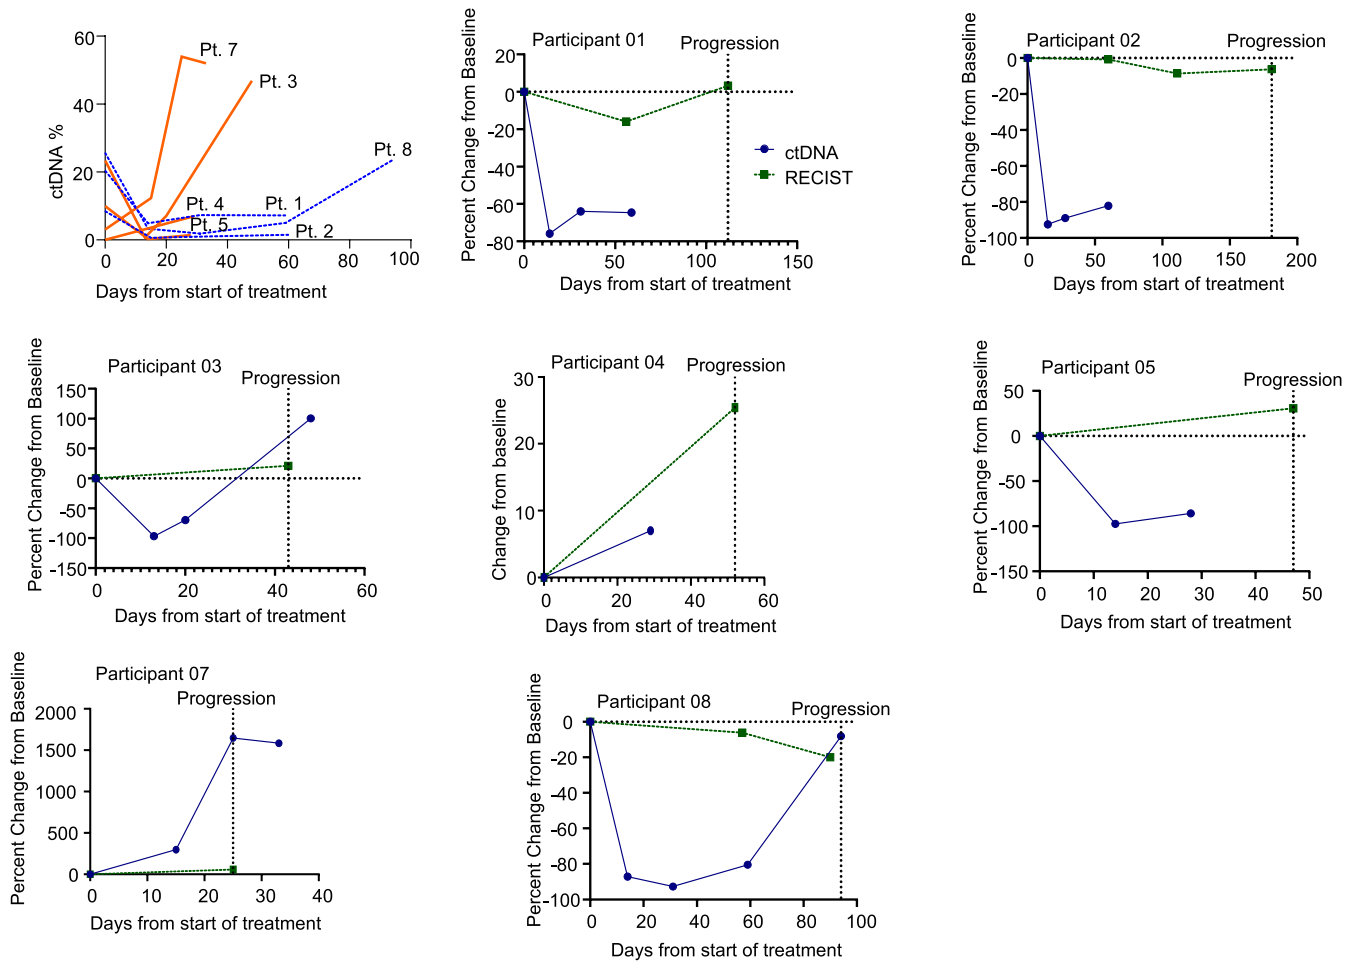 60
40
20
0
ctDNA %
Pt. 7
Pt. 3
Pt. 8
Pt. 4
Pt. 1
Pt. 5
Pt. 2
0 20 40 60 80 100
Days from start of treatment
Participant 01
Progression
Percent Change from Baseline
20
0
-20
-40
-60
-80
ctDNA
RECIST
0 50 100 150
Days from start of treatment
Participant 02
Progression
Percent Change from Baseline
0
-20
-40
-60
-80
-100
0 50 100 150 200
Days from start of treatment
Participant 03
Progression
Percent Change from Baseline
150
100
50
0
-50
-100
-150
0 20 40 60
Days from start of treatment
Participant 04
Progression
Change from baseline
30
20
10
0
0 20 40 60
Days from start of treatment
Participant 05
Progression
Percent Change from Baseline
50
0
-50
-100
-150
0 10 20 30 40 50
Days from start of treatment
Participant 07
Progression
Percent Change from Baseline
2000
1500
1000
500
0
0 10 20 30 40
Days from start of treatment
Participant 08
Progression
Percent Change from Baseline
0
-20
-40
-60
-80
-100
0 20 40 60 80 100
Days from start of treatment